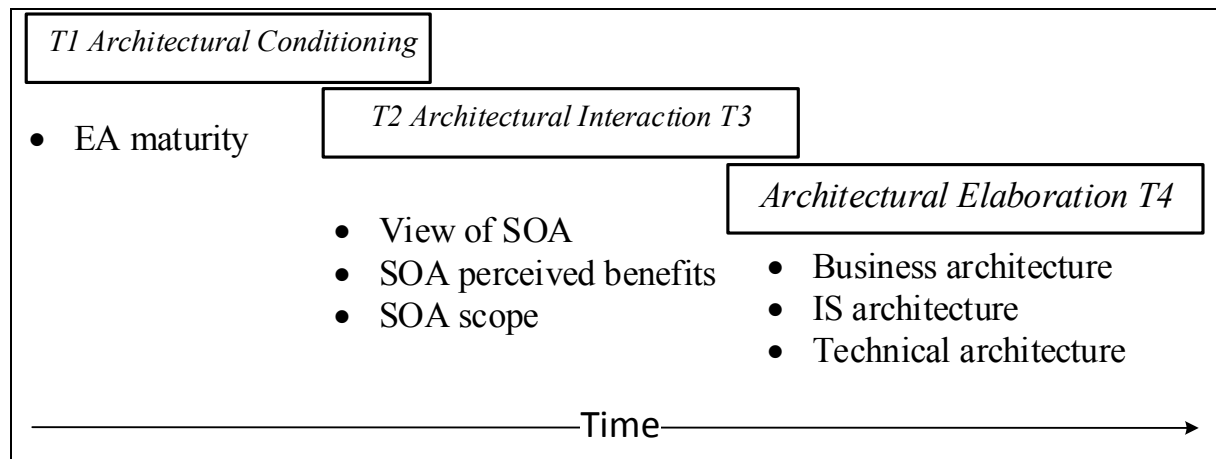 T1 Architectural Conditioning
• EA maturity
T2 Architectural Interaction T3
• View of SOA
• SOA perceived benefits
• SOA scope
Architectural Elaboration T4
• Business architecture
• IS architecture
• Technical architecture
Time